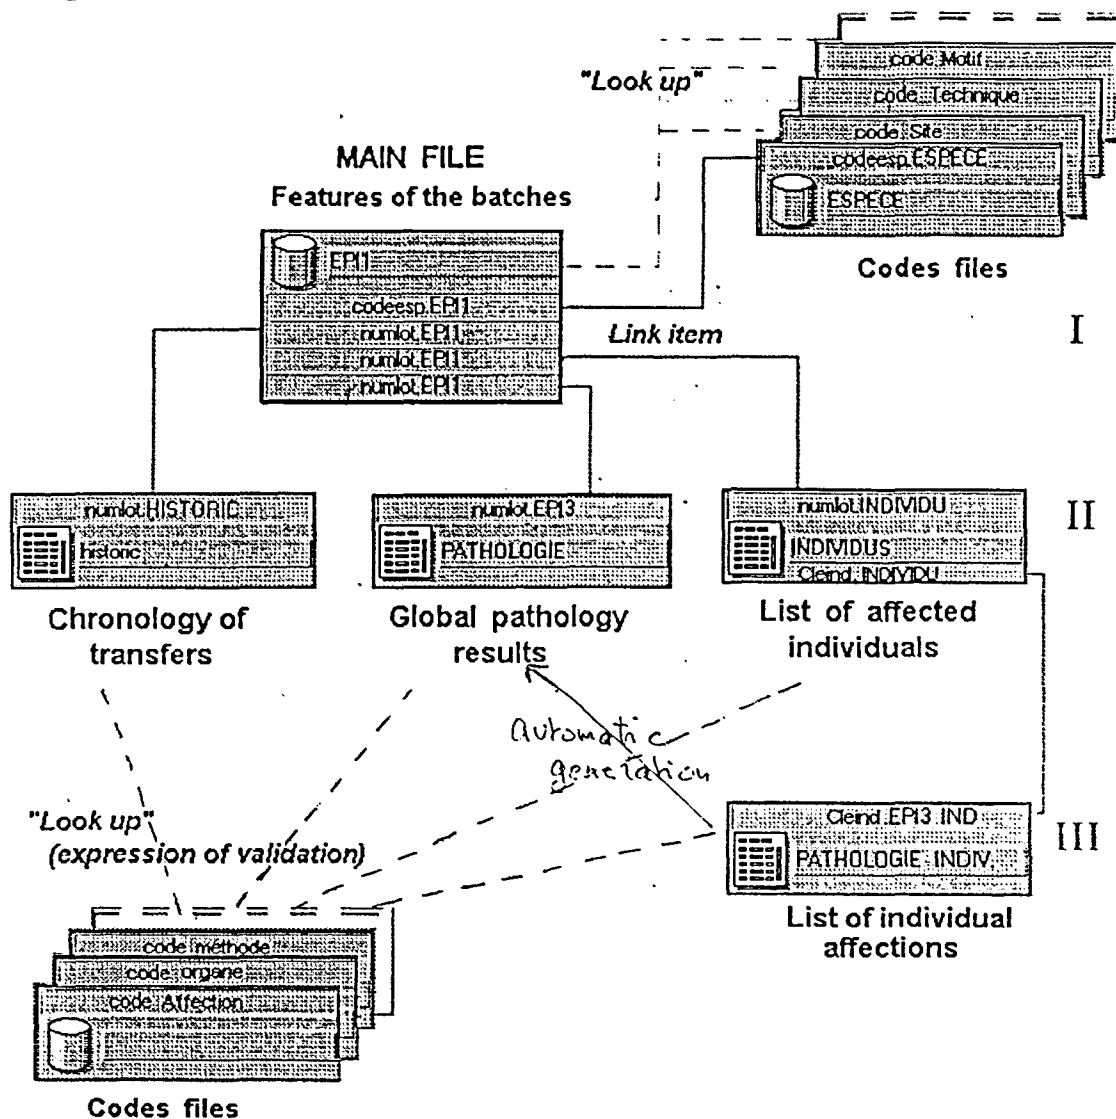 code Motif
"Look up"
code Technique
code Site
MAIN FILE
codeesp.ESPECE
Features of the batches
ESPECE
EPI1
Codes files
codeesp.EPI1
numlot.EPI1
Link item
I
numlot.EPI1
numlot.EPI1
numlot.HISTORIC
numlot.EPI3
numlot.INDIVIDU
II
historic
PATHOLOGIE
INDIVIDUS
Cleind.INDIVIDU
Chronology of
transfers
Global pathology
results
List of affected
individuals
automatic
generation
"Look up"
(expression of validation)
Cleind.EPI3 IND
III
PATHOLOGIE INDIV.
List of individual
affections
code méthode
code organe
code Affection
Codes files